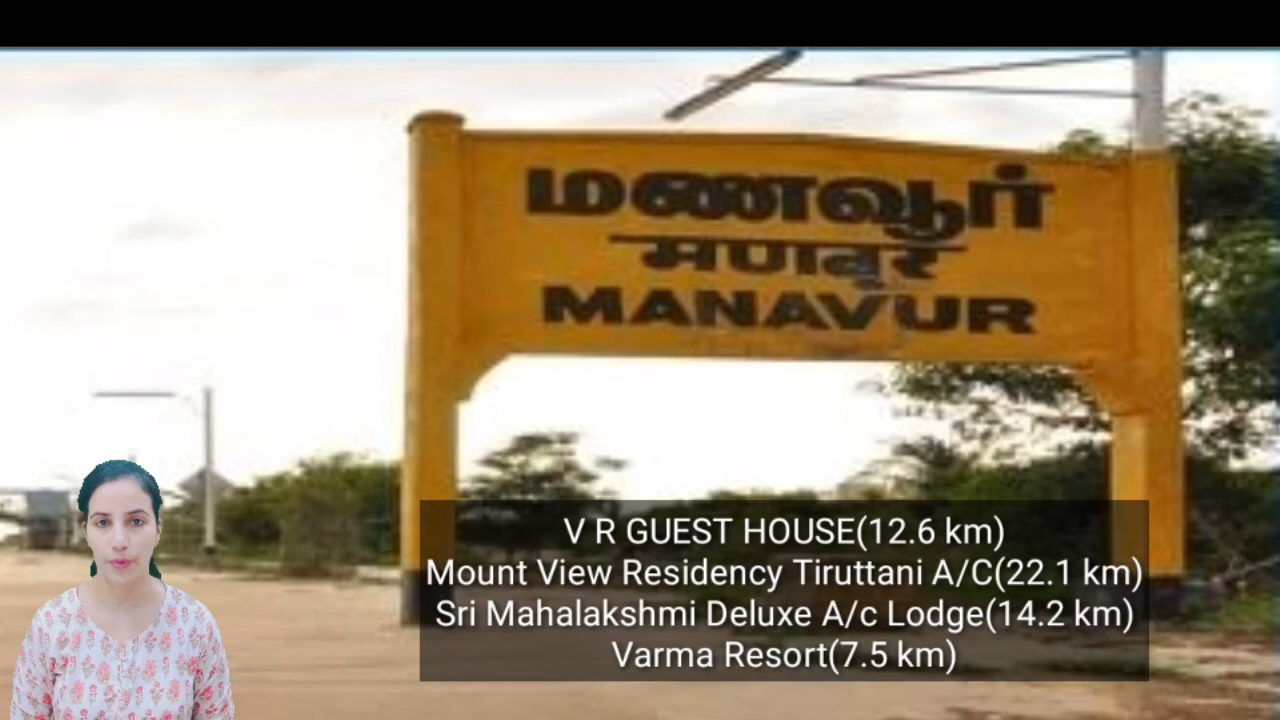 மணவூர்
मणवूर
MANAVUR
V R GUEST HOUSE(12.6 km)
Mount View Residency Tiruttani A/C(22.1 km)
Sri Mahalakshmi Deluxe A/c Lodge(14.2 km)
Varma Resort(7.5 km)